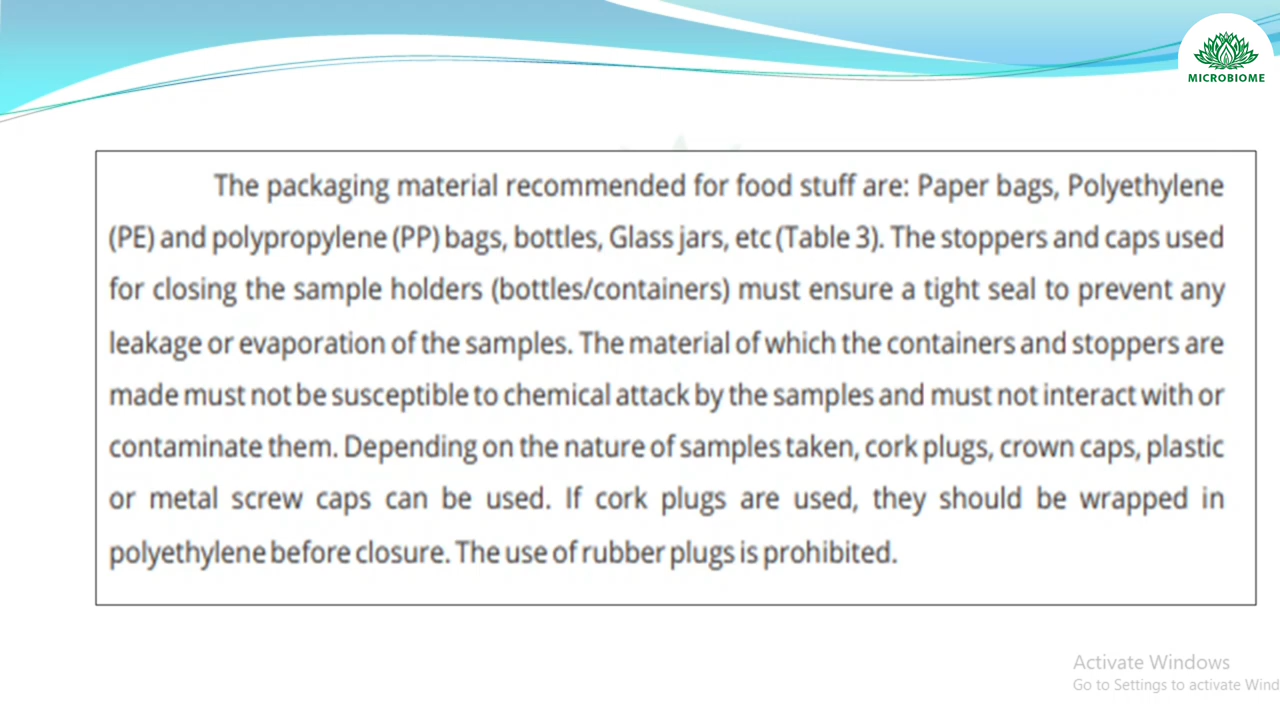 MICROBIOME
The packaging material recommended for food stuff are: Paper bags, Polyethylene
(PE) and polypropylene (PP) bags, bottles, Glass jars, etc (Table 3). The stoppers and caps used
for closing the sample holders (bottles/containers) must ensure a tight seal to prevent any
leakage or evaporation of the samples. The material of which the containers and stoppers are
made must not be susceptible to chemical attack by the samples and must not interact with or
contaminate them. Depending on the nature of samples taken, cork plugs, crown caps, plastic
or metal screw caps can be used. If cork plugs are used, they should be wrapped in
polyethylene before closure. The use of rubber plugs is prohibited.
Activate Windows
Go to Settings to activate Wind